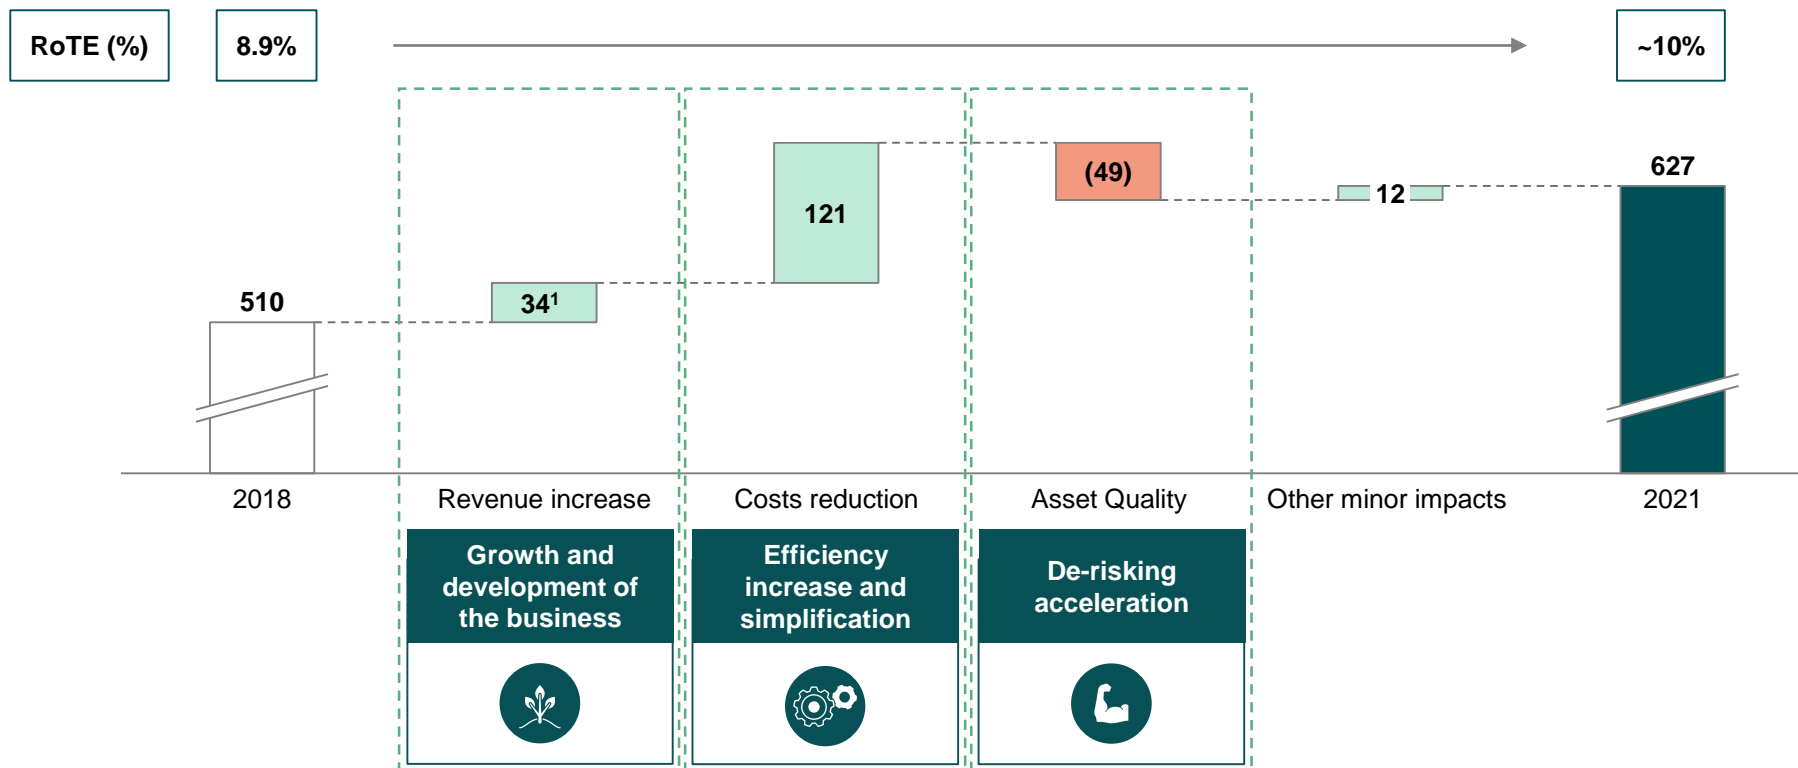 RoTE (%)
8.9%
~10%
510
34¹
121
(49)
12
627
2018
Revenue increase
Costs reduction
Asset Quality
Other minor impacts
2021
Growth and
development of
the business
Efficiency
increase and
simplification
De-risking
acceleration